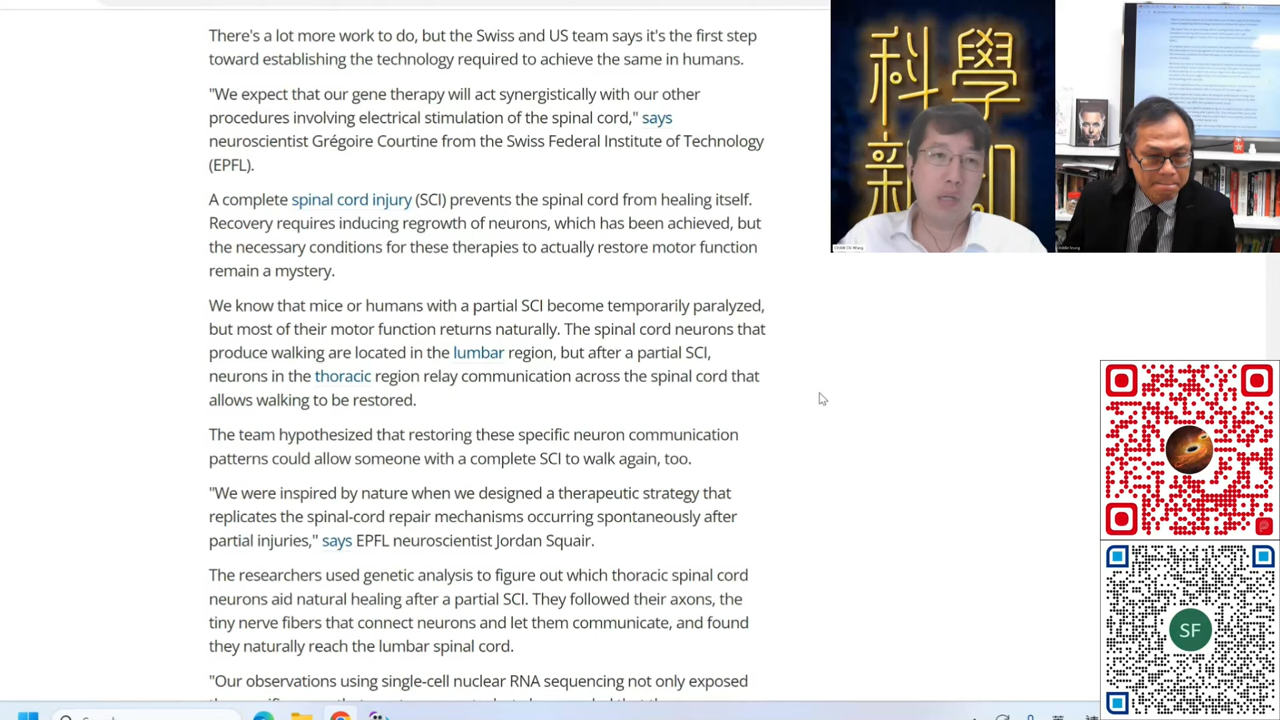 There's a lot more work to do, but the Swiss and US team says it's the first step
toward establishing the technology needed to achieve the same in humans.
"We expect that our gene therapy will act synergistically with our other
procedures involving electrical stimulation of the spinal cord," says
neuroscientist Grégoire Courtine from the Swiss Federal Institute of Technology
(EPFL).
A complete spinal cord injury (SCI) prevents the spinal cord from healing itself.
Recovery requires inducing regrowth of neurons, which has been achieved, but
the necessary conditions for these therapies to actually restore motor function
remain a mystery.
We know that mice or humans with a partial SCI become temporarily paralyzed,
but most of their motor function returns naturally. The spinal cord neurons that
produce walking are located in the lumbar region, but after a partial SCI,
neurons in the thoracic region relay communication across the spinal cord that
allows walking to be restored.
The team hypothesized that mimicking these specific neuron communication
patterns could allow someone with complete SCI to walk again, too.
"We were inspired by nature when we designed a therapeutic strategy that
replicates the spinal-cord repair mechanisms occurring spontaneously after
partial injuries," says EPFL neuroscientist Jordan Squair.
The researchers used genetic analysis to figure out which thoracic spinal cord
neurons aid natural healing after partial SCI. They followed their axons, the
tiny nerve fibers that connect neurons and let them communicate, and found
they naturally reach the lumbar spinal cord.
"Our observations using single-cell nuclear RNA sequencing not only exposed
科學
新
SF